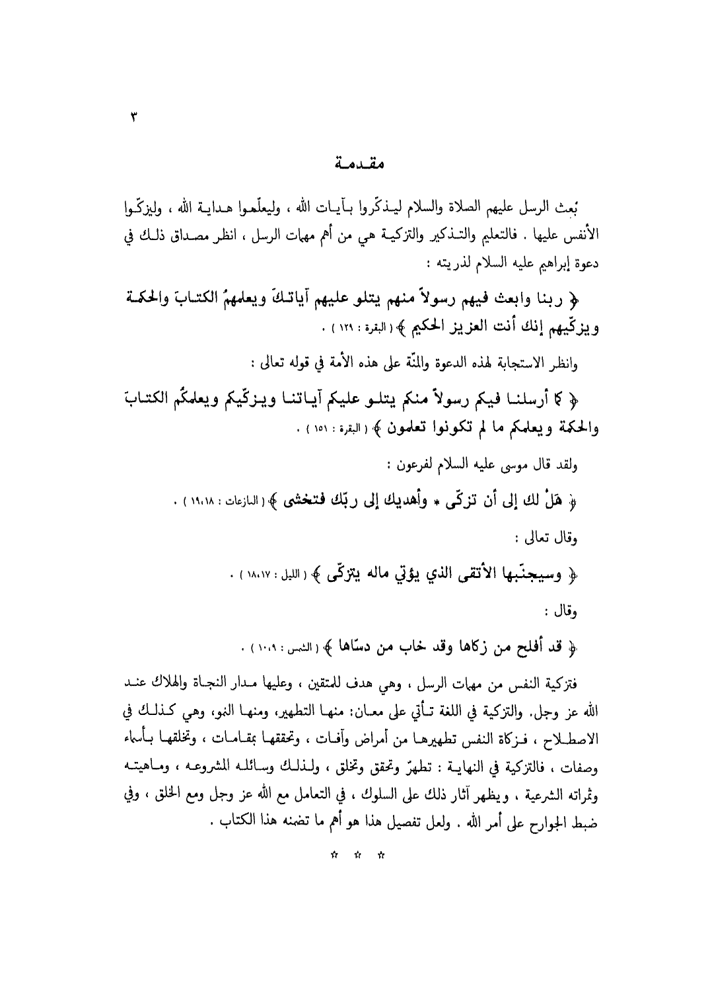 ٣
مقدمة
بُعث الرسل عليهم الصلاة والسلام ليذكّروا بآيات الله ، وليعلّموا هداية الله ، وليزكّوا
الأنفس عليها . فالتعليم والتذكير والتزكية هي من أهم مهمات الرسل ، انظر مصداق ذلك في
دعوة إبراهيم عليه السلام لذريته :
﴿ ربنا وابعث فيهم رسولاً منهم يتلو عليهم آياتكَ ويعلمهمُ الكتابَ والحكمة
ويزكّيهم إنك أنت العزيز الحكيم ﴾ ( البقرة : ١٢٩ ) .
وانظر الاستجابة لهذه الدعوة والمنّة على هذه الأمة في قوله تعالى :
﴿ كما أرسلنا فيكم رسولاً منكم يتلو عليكم آياتنا ويزكّيكم ويعلمكُم الكتابَ
والحكمة ويعلمكم ما لم تكونوا تعلمون ﴾ ( البقرة : ١٥١ ) .
ولقد قال موسى عليه السلام لفرعون :
﴿ هَلْ لك إلى أن تزكّى * وأهديك إلى ربّك فتخشى ﴾ ( النازعات : ١٩،١٨ ) .
وقال تعالى :
﴿ وسيجنّبها الأتقى الذي يؤتي ماله يتزكّى ﴾ ( الليل : ١٨،١٧ ) .
وقال :
﴿ قد أفلح من زكاها وقد خاب من دسّاها ﴾ ( الشمس : ١٠،٩ ) .
فتزكية النفس من مهمات الرسل ، وهي هدف للمتقين ، وعليها مدار النجاة والهلاك عند
الله عز وجل. والتزكية في اللغة تأتي على معان: منها التطهير، ومنها النمو، وهي كذلك في
الاصطلاح ، فزكاة النفس تطهيرها من أمراض وآفات ، وتحققها بمقامات ، وتخلقها بأسماء
وصفات ، فالتزكية في النهاية : تطهرّ وتحقق وتخلق ، ولذلك وسائله المشروعه ، وماهيته
وثمراته الشرعية ، ويظهر آثار ذلك على السلوك ، في التعامل مع الله عز وجل ومع الخلق ، وفي
ضبط الجوارح على أمر الله . ولعل تفصيل هذا هو أهم ما تضمنه هذا الكتاب .
☆ ☆ ☆